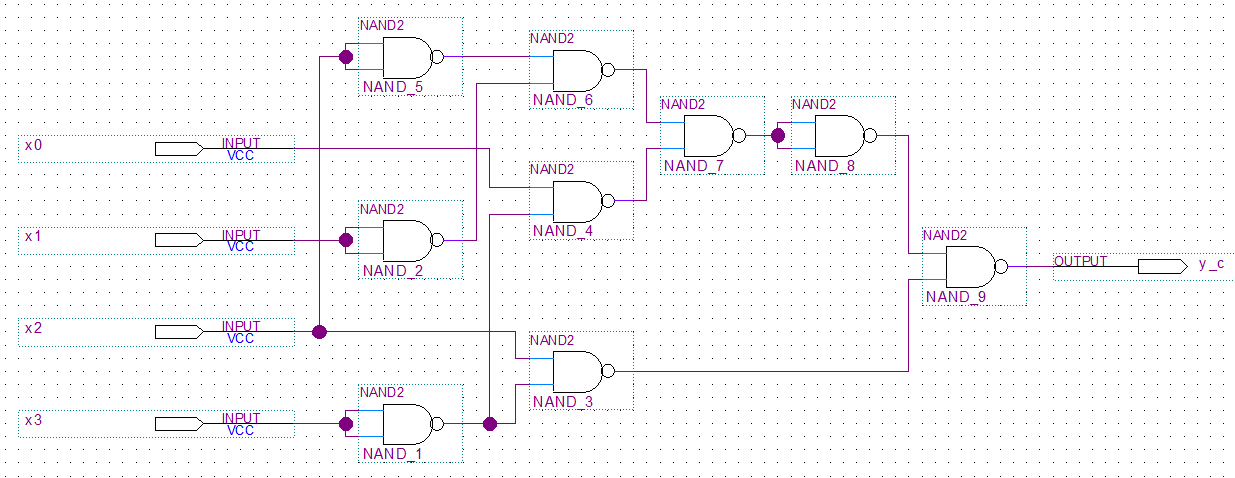 NAND2
NAND_5
NAND2
NAND_6
NAND2
NAND_7
NAND2
NAND_8
x0
INPUT
VCC
NAND2
NAND_4
x1
INPUT
VCC
NAND2
NAND_2
NAND2
NAND_9
OUTPUT
y_c
x2
INPUT
VCC
NAND2
NAND_3
x3
INPUT
VCC
NAND2
NAND_1